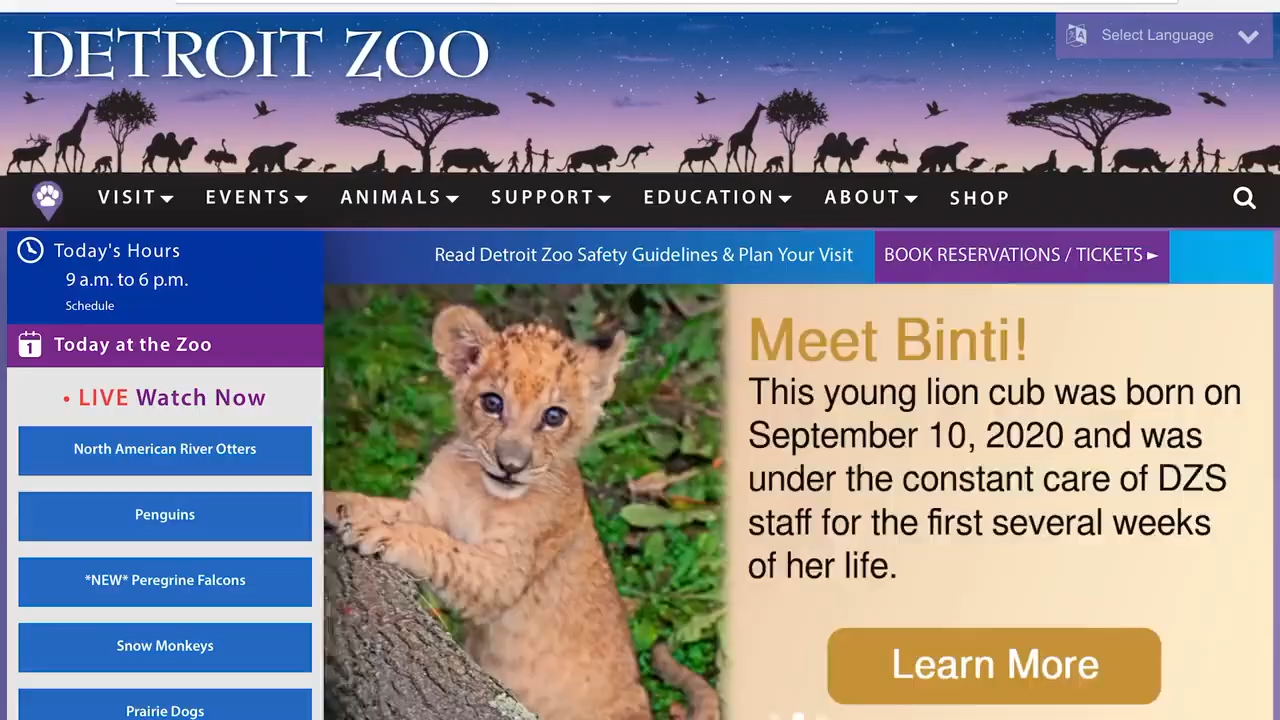 DETROIT ZOO
Select Language
VISIT EVENTS ANIMALS SUPPORT EDUCATION ABOUT SHOP
Today's Hours
9 a.m. to 6 p.m.
Schedule
Read Detroit Zoo Safety Guidelines & Plan Your Visit
BOOK RESERVATIONS / TICKETS ►
1
Today at the Zoo
• LIVE Watch Now
North American River Otters
Penguins
*NEW* Peregrine Falcons
Snow Monkeys
Prairie Dogs
Meet Binti!
This young lion cub was born on
September 10, 2020 and was
under the constant care of DZS
staff for the first several weeks
of her life.
Learn More